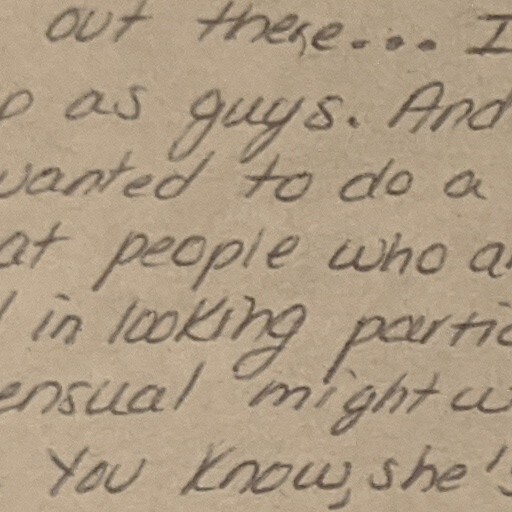 out there... I
p as guys. And
wanted to do a
at people who a
in looking partic
ensual might w
You know, she's